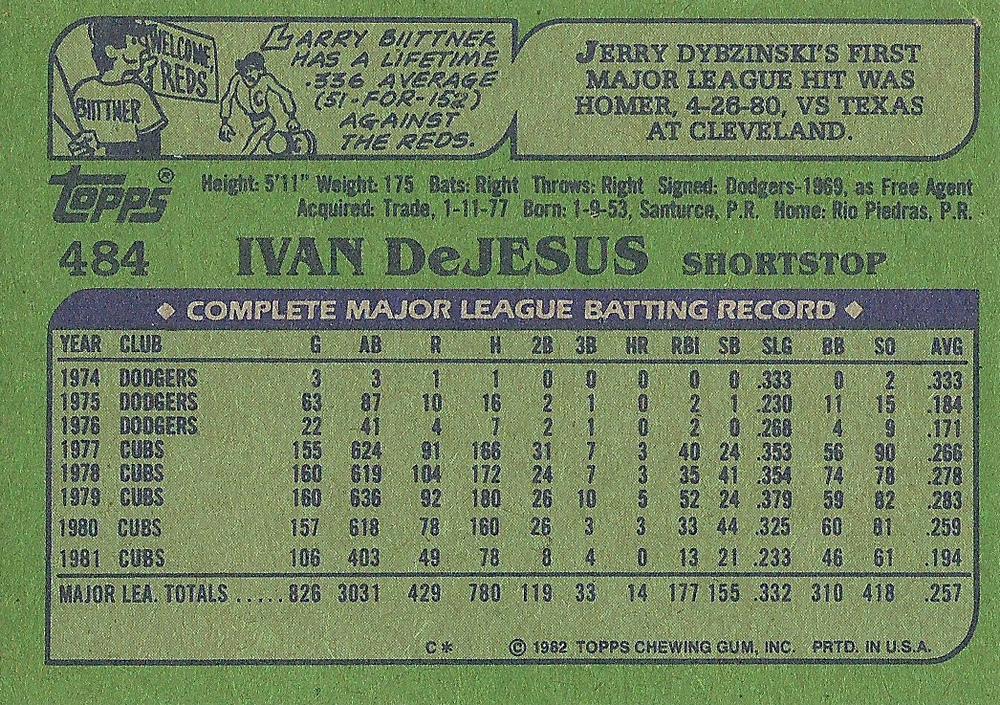 WELCOME,
REDS
BIITTNER
C
LARRY BIITTNER
HAS A LIFETIME
.336 AVERAGE
(51-FOR-152)
AGAINST
THE REDS.
JERRY DYBZINSKI'S FIRST
MAJOR LEAGUE HIT WAS
HOMER, 4-26-80, VS TEXAS
AT CLEVELAND.
TOPPS®
Height: 5'11" Weight: 175 Bats: Right Throws: Right Signed: Dodgers-1969, as Free Agent
Acquired: Trade, 1-11-77 Born: 1-9-53, Santurce, P.R. Home: Rio Piedras, P.R.
484 IVAN DeJESUS SHORTSTOP
◆ COMPLETE MAJOR LEAGUE BATTING RECORD ◆
YEAR CLUB G AB R H 2B 3B HR RBI SB SLG BB SO AVG
1974 DODGERS 3 3 1 1 0 0 0 0 0 .333 0 2 .333
1975 DODGERS 63 87 10 16 2 1 0 2 1 .230 11 15 .184
1976 DODGERS 22 41 4 7 2 1 0 2 0 .268 4 9 .171
1977 CUBS 155 624 91 166 31 7 3 40 24 .353 56 90 .266
1978 CUBS 160 619 104 172 24 7 3 35 41 .354 74 78 .278
1979 CUBS 160 636 92 180 26 10 5 52 24 .379 59 82 .283
1980 CUBS 157 618 78 160 26 3 3 33 44 .325 60 81 .259
1981 CUBS 106 403 49 78 8 4 0 13 21 .233 46 61 .194
MAJOR LEA. TOTALS ..... 826 3031 429 780 119 33 14 177 155 .332 310 418 .257
C* © 1982 TOPPS CHEWING GUM, INC. PRTD. IN U.S.A.